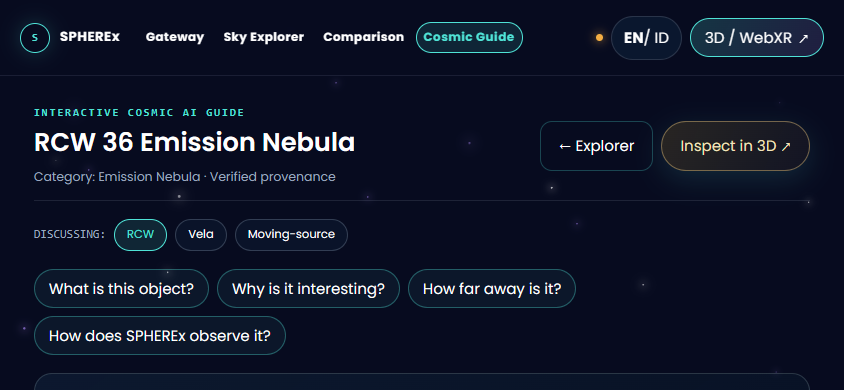 S SPHEREx Gateway Sky Explorer Comparison Cosmic Guide EN/ ID 3D / WebXR ↗
INTERACTIVE COSMIC AI GUIDE
RCW 36 Emission Nebula
← Explorer Inspect in 3D ↗
Category: Emission Nebula · Verified provenance
DISCUSSING: RCW Vela Moving-source
What is this object? Why is it interesting? How far away is it?
How does SPHEREx observe it?